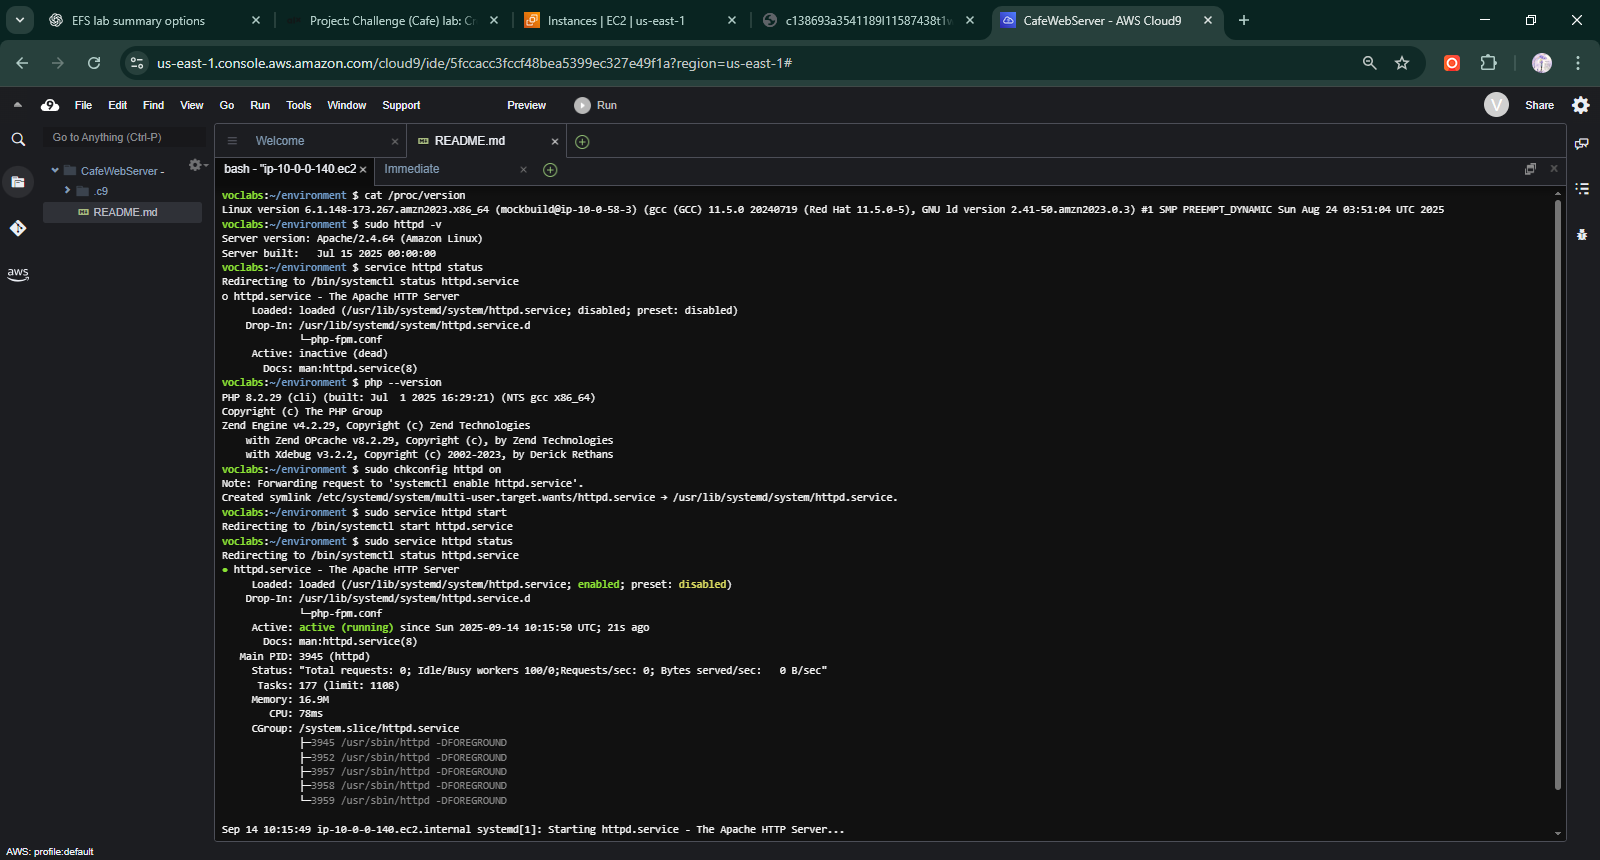 EFS lab summary options
Project: Challenge (Cafe) lab: Cr
Instances | EC2 | us-east-1
c138693a3541189l11587438t1w
CafeWebServer - AWS Cloud9
us-east-1.console.aws.amazon.com/cloud9/ide/5fccacc3fccf48bea5399ec327e49f1a?region=us-east-1#
9 File Edit Find View Go Run Tools Window Support Preview Run V Share
Go to Anything (Ctrl-P)
Welcome
README.md
CafeWebServer -
.c9
README.md
aws
bash - "ip-10-0-0-140.ec2
Immediate
voclabs:~/environment $ cat /proc/version
Linux version 6.1.148-173.267.amzn2023.x86_64 (mockbuild@ip-10-0-58-3) (gcc (GCC) 11.5.0 20240719 (Red Hat 11.5.0-5), GNU ld version 2.41-50.amzn2023.0.3) #1 SMP PREEMPT_DYNAMIC Sun Aug 24 03:51:04 UTC 2025
voclabs:~/environment $ sudo httpd -v
Server version: Apache/2.4.64 (Amazon Linux)
Server built:   Jul 15 2025 00:00:00
voclabs:~/environment $ service httpd status
Redirecting to /bin/systemctl status httpd.service
○ httpd.service - The Apache HTTP Server
     Loaded: loaded (/usr/lib/systemd/system/httpd.service; disabled; preset: disabled)
    Drop-In: /usr/lib/systemd/system/httpd.service.d
             └─php-fpm.conf
     Active: inactive (dead)
       Docs: man:httpd.service(8)
voclabs:~/environment $ php --version
PHP 8.2.29 (cli) (built: Jul  1 2025 16:29:21) (NTS gcc x86_64)
Copyright (c) The PHP Group
Zend Engine v4.2.29, Copyright (c) Zend Technologies
    with Zend OPcache v8.2.29, Copyright (c), by Zend Technologies
    with Xdebug v3.2.2, Copyright (c) 2002-2023, by Derick Rethans
voclabs:~/environment $ sudo chkconfig httpd on
Note: Forwarding request to 'systemctl enable httpd.service'.
Created symlink /etc/systemd/system/multi-user.target.wants/httpd.service → /usr/lib/systemd/system/httpd.service.
voclabs:~/environment $ sudo service httpd start
Redirecting to /bin/systemctl start httpd.service
voclabs:~/environment $ sudo service httpd status
Redirecting to /bin/systemctl status httpd.service
● httpd.service - The Apache HTTP Server
     Loaded: loaded (/usr/lib/systemd/system/httpd.service; enabled; preset: disabled)
    Drop-In: /usr/lib/systemd/system/httpd.service.d
             └─php-fpm.conf
     Active: active (running) since Sun 2025-09-14 10:15:50 UTC; 21s ago
       Docs: man:httpd.service(8)
   Main PID: 3945 (httpd)
     Status: "Total requests: 0; Idle/Busy workers 100/0;Requests/sec: 0; Bytes served/sec:   0 B/sec"
      Tasks: 177 (limit: 1108)
     Memory: 16.9M
        CPU: 78ms
     CGroup: /system.slice/httpd.service
             ├─3945 /usr/sbin/httpd -DFOREGROUND
             ├─3952 /usr/sbin/httpd -DFOREGROUND
             ├─3957 /usr/sbin/httpd -DFOREGROUND
             ├─3958 /usr/sbin/httpd -DFOREGROUND
             └─3959 /usr/sbin/httpd -DFOREGROUND
Sep 14 10:15:49 ip-10-0-0-140.ec2.internal systemd[1]: Starting httpd.service - The Apache HTTP Server...
AWS: profile:default